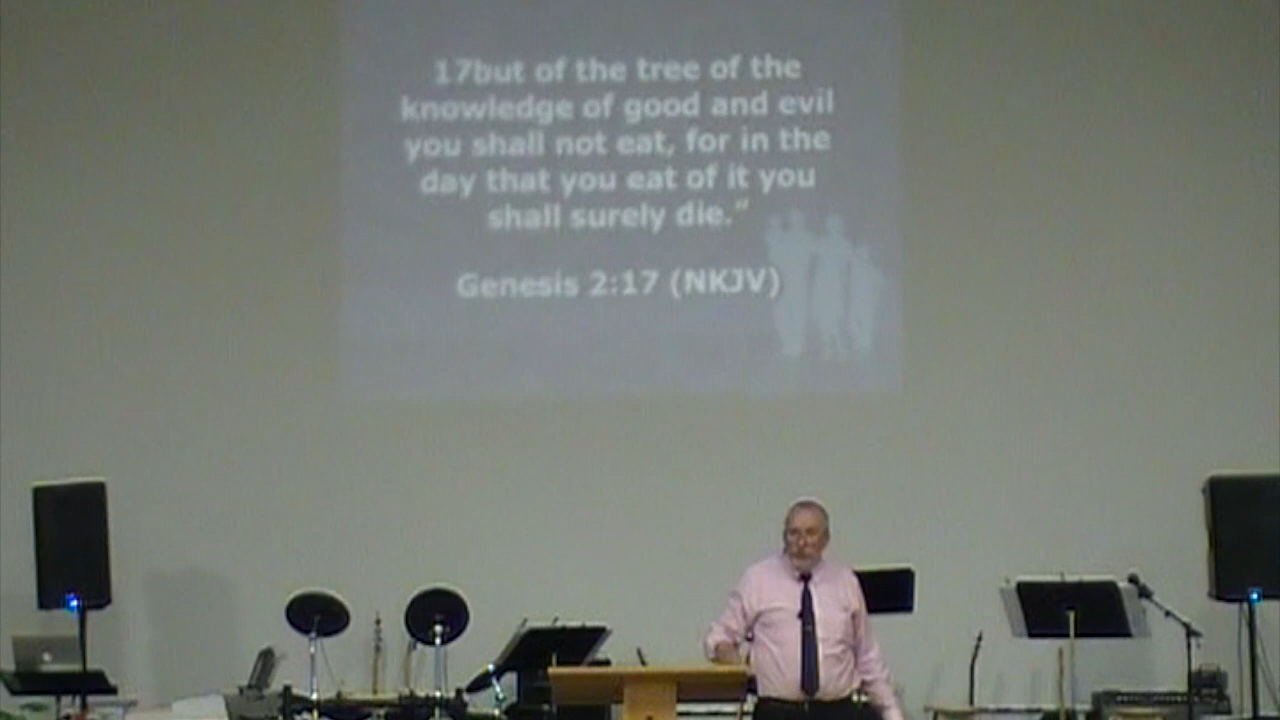 17but of the tree of the
knowledge of good and evil
you shall not eat, for in the
day that you eat of it you
shall surely die.”
Genesis 2:17 (NKJV)